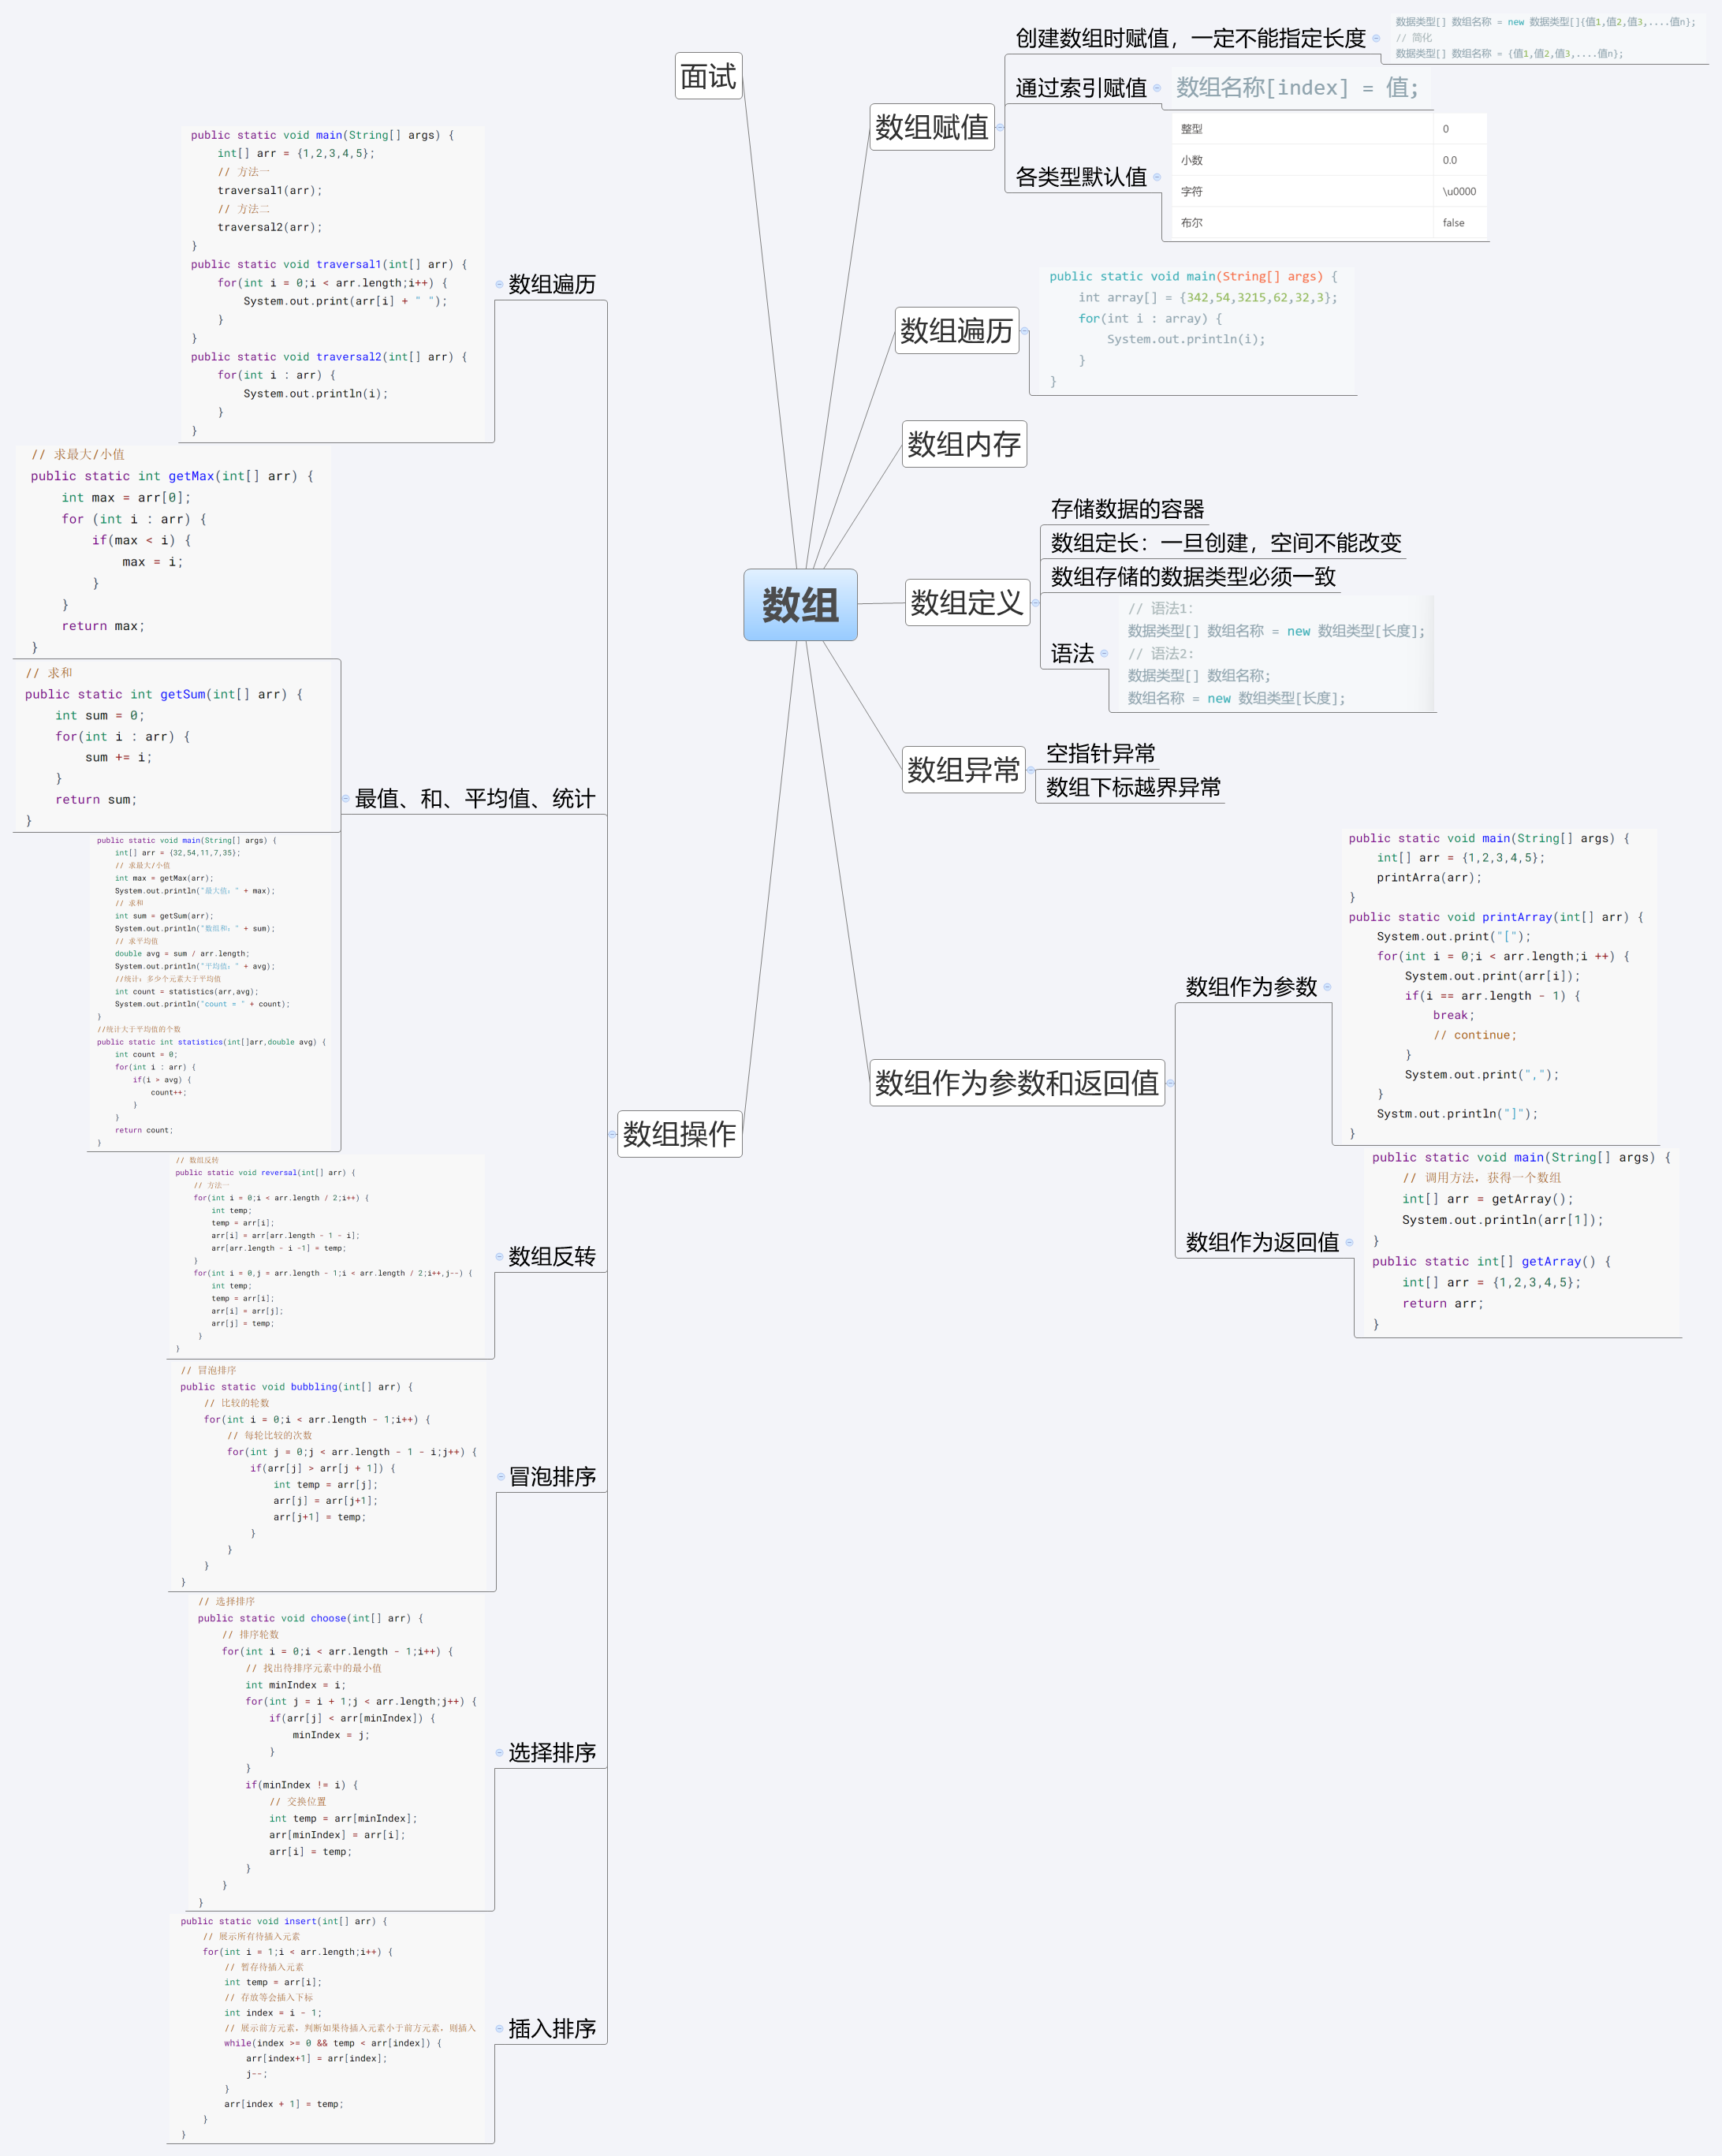 数组
面试
数组赋值
创建数组时赋值，一定不能指定长度
数据类型[] 数组名称 = new 数据类型[]{值1,值2,值3,....值n};
// 简化
数据类型[] 数组名称 = {值1,值2,值3,....值n};
通过索引赋值
数组名称[index] = 值;
各类型默认值
整型 0
小数 0.0
字符 \u0000
布尔 false
数组遍历
public static void main(String[] args) {
    int array[] = {342,54,3215,62,32,3};
    for(int i : array) {
        System.out.println(i);
    }
}
数组内存
数组定义
存储数据的容器
数组定长：一旦创建，空间不能改变
数组存储的数据类型必须一致
语法
// 语法1:
数据类型[] 数组名称 = new 数组类型[长度];
// 语法2:
数据类型[] 数组名称;
数组名称 = new 数组类型[长度];
数组异常
空指针异常
数组下标越界异常
数组作为参数和返回值
数组作为参数
public static void main(String[] args) {
    int[] arr = {1,2,3,4,5};
    printArra(arr);
}
public static void printArray(int[] arr) {
    System.out.print("[");
    for(int i = 0;i < arr.length;i ++) {
        System.out.print(arr[i]);
        if(i == arr.length - 1) {
            break;
            // continue;
        }
        System.out.print(",");
    }
    Systm.out.println("]");
}
数组作为返回值
public static void main(String[] args) {
    // 调用方法，获得一个数组
    int[] arr = getArray();
    System.out.println(arr[1]);
}
public static int[] getArray() {
    int[] arr = {1,2,3,4,5};
    return arr;
}
数组操作
数组遍历
public static void main(String[] args) {
    int[] arr = {1,2,3,4,5};
    // 方法一
    traversal1(arr);
    // 方法二
    traversal2(arr);
}
public static void traversal1(int[] arr) {
    for(int i = 0;i < arr.length;i++) {
        System.out.print(arr[i] + " ");
    }
}
public static void traversal2(int[] arr) {
    for(int i : arr) {
        System.out.println(i);
    }
}
最值、和、平均值、统计
// 求最大/小值
public static int getMax(int[] arr) {
    int max = arr[0];
    for (int i : arr) {
        if(max < i) {
            max = i;
        }
    }
    return max;
}
// 求和
public static int getSum(int[] arr) {
    int sum = 0;
    for(int i : arr) {
        sum += i;
    }
    return sum;
}
public static void main(String[] args) {
    int[] arr = {32,54,11,7,35};
    // 求最大/小值
    int max = getMax(arr);
    System.out.println("最大值：" + max);
    // 求和
    int sum = getSum(arr);
    System.out.println("数组和：" + sum);
    // 求平均值
    double avg = sum / arr.length;
    System.out.println("平均值：" + avg);
    //统计：多少个元素大于平均值
    int count = statistics(arr,avg);
    System.out.println("count = " + count);
}
//统计大于平均值的个数
public static int statistics(int[]arr,double avg) {
    int count = 0;
    for(int i : arr) {
        if(i > avg) {
            count++;
        }
    }
    return count;
}
数组反转
// 数组反转
public static void reversal(int[] arr) {
    // 方法一
    for(int i = 0;i < arr.length / 2;i++) {
        int temp;
        temp = arr[i];
        arr[i] = arr[arr.length - 1 - i];
        arr[arr.length - i -1] = temp;
    }
    for(int i = 0,j = arr.length - 1;i < arr.length / 2;i++,j--) {
        int temp;
        temp = arr[i];
        arr[i] = arr[j];
        arr[j] = temp;
    }
}
冒泡排序
// 冒泡排序
public static void bubbling(int[] arr) {
    // 比较的轮数
    for(int i = 0;i < arr.length - 1;i++) {
        // 每轮比较的次数
        for(int j = 0;j < arr.length - 1 - i;j++) {
            if(arr[j] > arr[j + 1]) {
                int temp = arr[j];
                arr[j] = arr[j+1];
                arr[j+1] = temp;
            }
        }
    }
}
选择排序
// 选择排序
public static void choose(int[] arr) {
    // 排序轮数
    for(int i = 0;i < arr.length - 1;i++) {
        // 找出待排序元素中的最小值
        int minIndex = i;
        for(int j = i + 1;j < arr.length;j++) {
            if(arr[j] < arr[minIndex]) {
                minIndex = j;
            }
        }
        if(minIndex != i) {
            // 交换位置
            int temp = arr[minIndex];
            arr[minIndex] = arr[i];
            arr[i] = temp;
        }
    }
}
插入排序
public static void insert(int[] arr) {
    // 展示所有待插入元素
    for(int i = 1;i < arr.length;i++) {
        // 暂存待插入元素
        int temp = arr[i];
        // 存放等会插入下标
        int index = i - 1;
        // 展示前方元素，判断如果待插入元素小于前方元素，则插入
        while(index >= 0 && temp < arr[index]) {
            arr[index+1] = arr[index];
            j--;
        }
        arr[index + 1] = temp;
    }
}